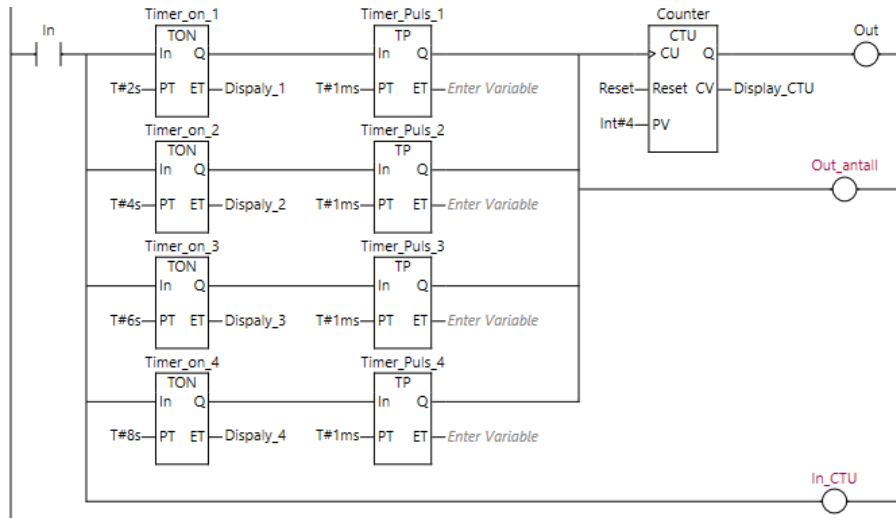 Timer_on_1 Timer_Puls_1 Counter
In TON TP CTU Out
In Q In Q CU Q
T#2s PT ET Dispaly_1 T#1ms PT ET Enter Variable Reset Reset CV Display_CTU
Timer_on_2 Timer_Puls_2 Int#4 PV
TON TP
In Q In Q Out_antall
T#4s PT ET Dispaly_2 T#1ms PT ET Enter Variable
Timer_on_3 Timer_Puls_3
TON TP
In Q In Q
T#6s PT ET Dispaly_3 T#1ms PT ET Enter Variable
Timer_on_4 Timer_Puls_4
TON TP
In Q In Q
T#8s PT ET Dispaly_4 T#1ms PT ET Enter Variable
In_CTU